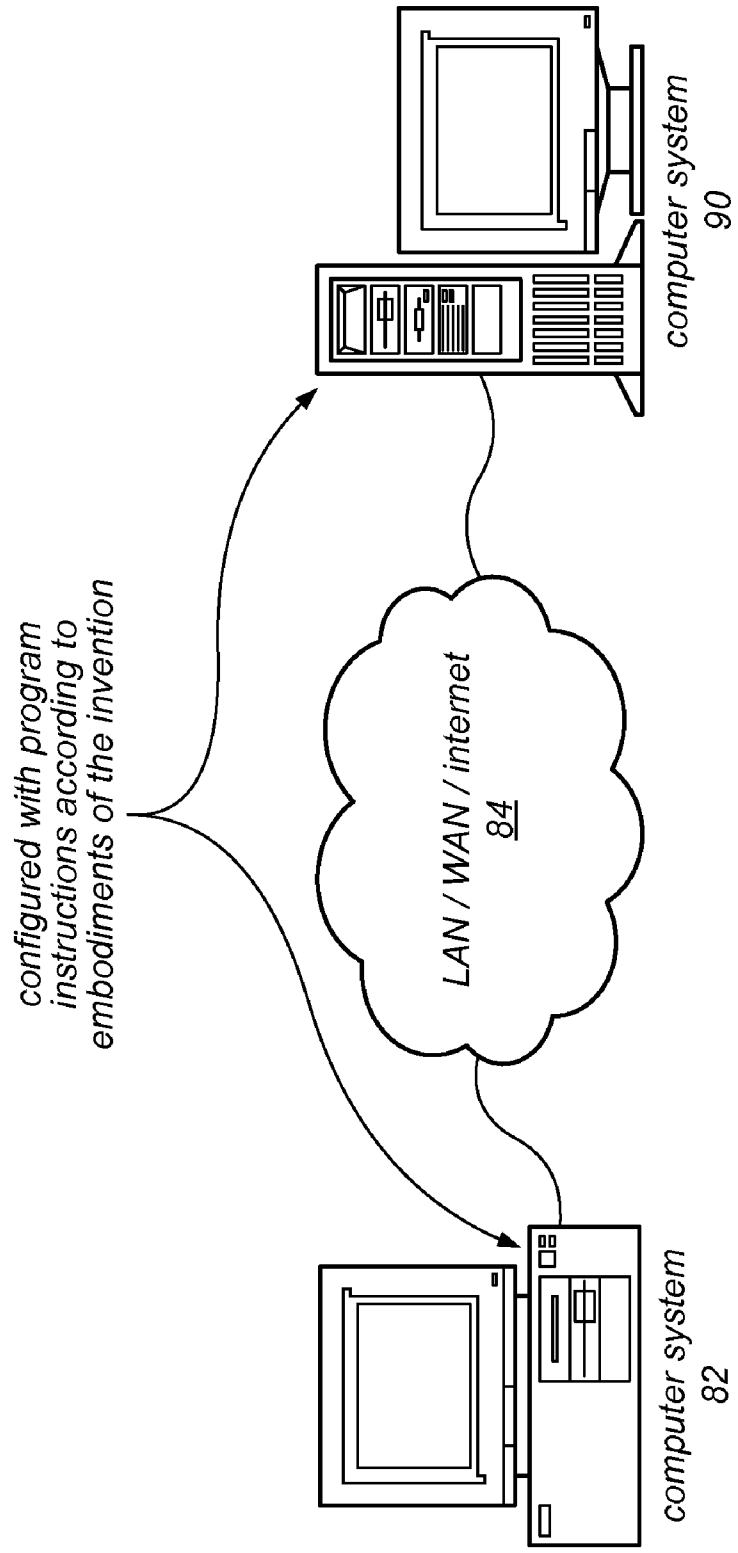 configured with program
instructions according to
embodiments of the invention
LAN / WAN / internet
84
computer system
82
computer system
90